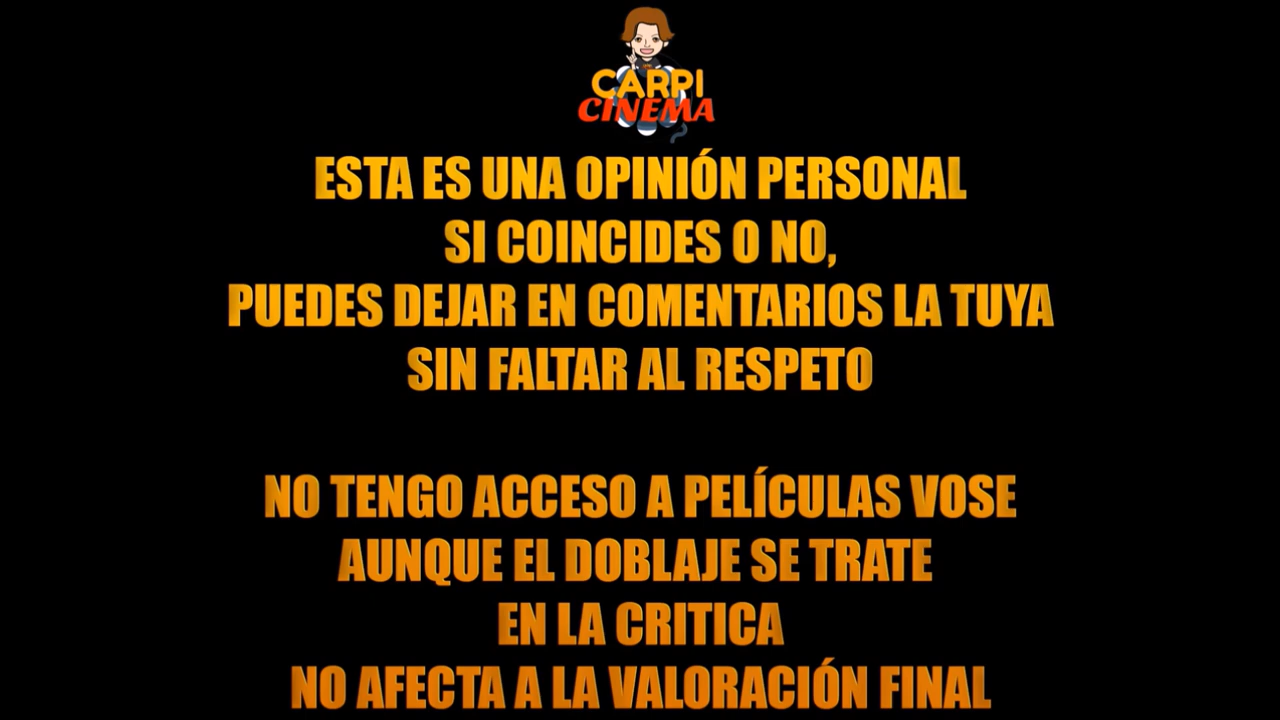 CARPI
CINEMA
ESTA ES UNA OPINIÓN PERSONAL
SI COINCIDES O NO,
PUEDES DEJAR EN COMENTARIOS LA TUYA
SIN FALTAR AL RESPETO
NO TENGO ACCESO A PELÍCULAS VOSE
AUNQUE EL DOBLAJE SE TRATE
EN LA CRITICA
NO AFECTA A LA VALORACIÓN FINAL